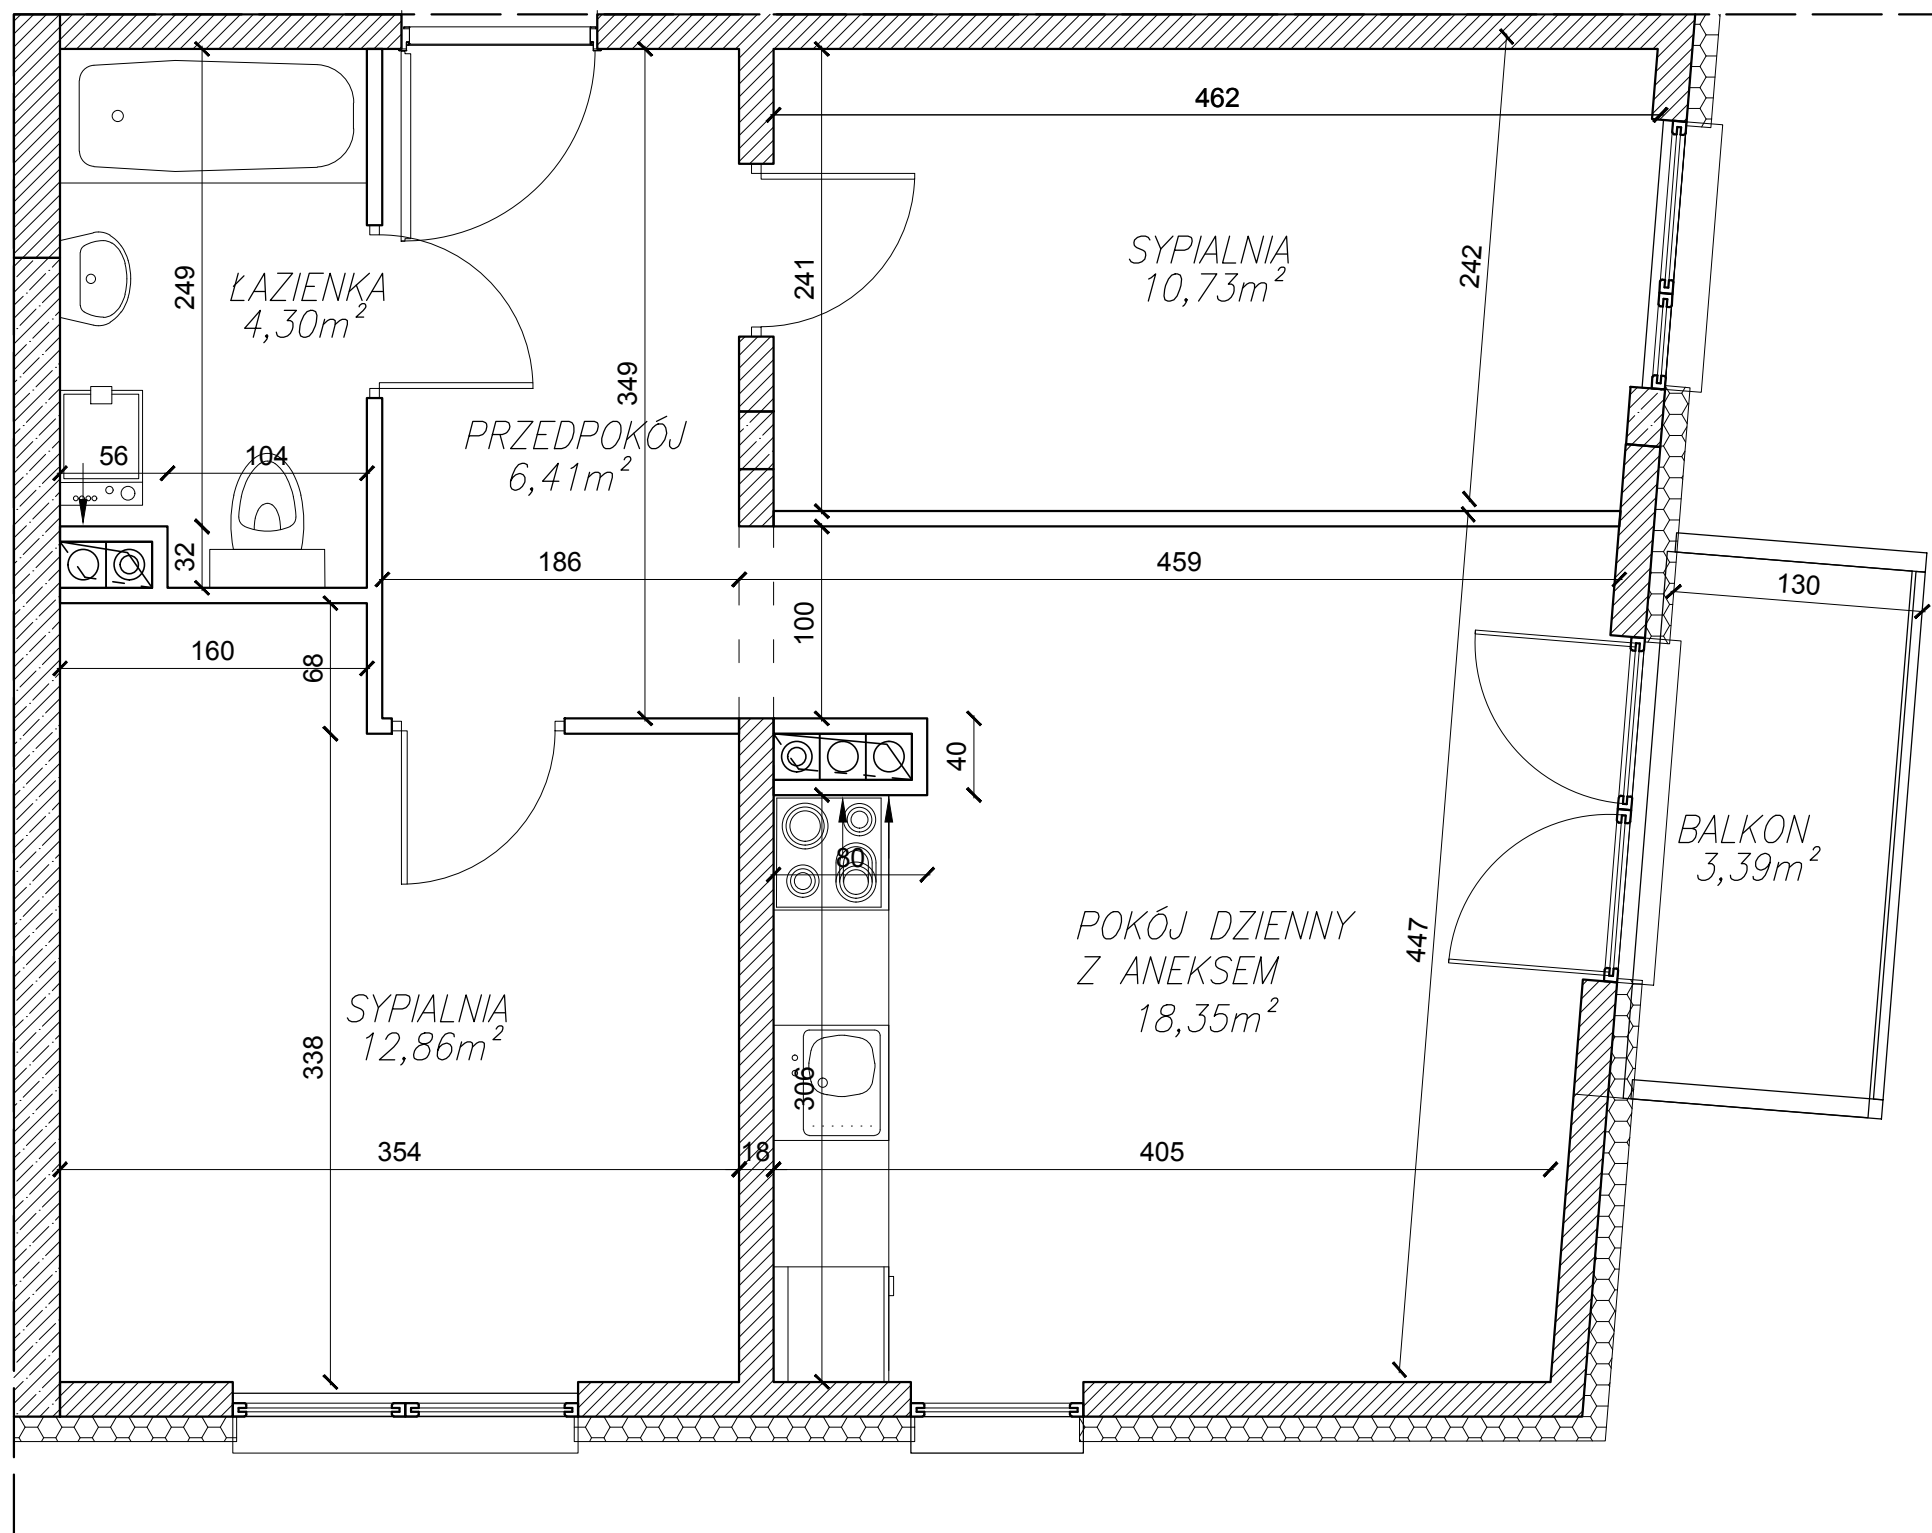 462
242
249
ŁAZIENKA
4,30m²
241
SYPIALNIA
10,73m²
349
PRZEDPOKÓJ
6,41m²
56
104
32
186
459
130
100
160
68
40
80
BALKON
3,39m²
POKÓJ DZIENNY
Z ANEKSEM
18,35m²
447
SYPIALNIA
12,86m²
338
306
354
18
405